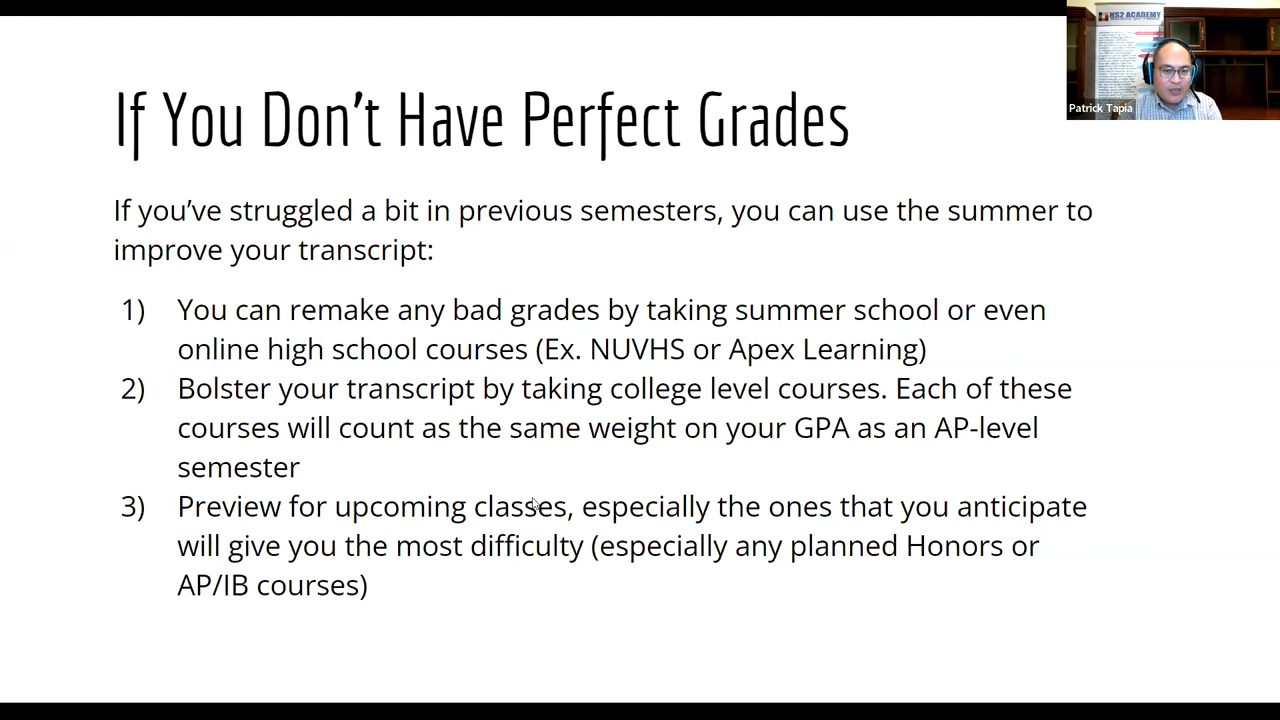 If You Don't Have Perfect Grades
If you've struggled a bit in previous semesters, you can use the summer to
improve your transcript:
1) You can remake any bad grades by taking summer school or even
online high school courses (Ex. NUVHS or Apex Learning)
2) Bolster your transcript by taking college level courses. Each of these
courses will count as the same weight on your GPA as an AP-level
semester
3) Preview for upcoming classes, especially the ones that you anticipate
will give you the most difficulty (especially any planned Honors or
AP/IB courses)
HS2 ACADEMY
Patrick Tapia